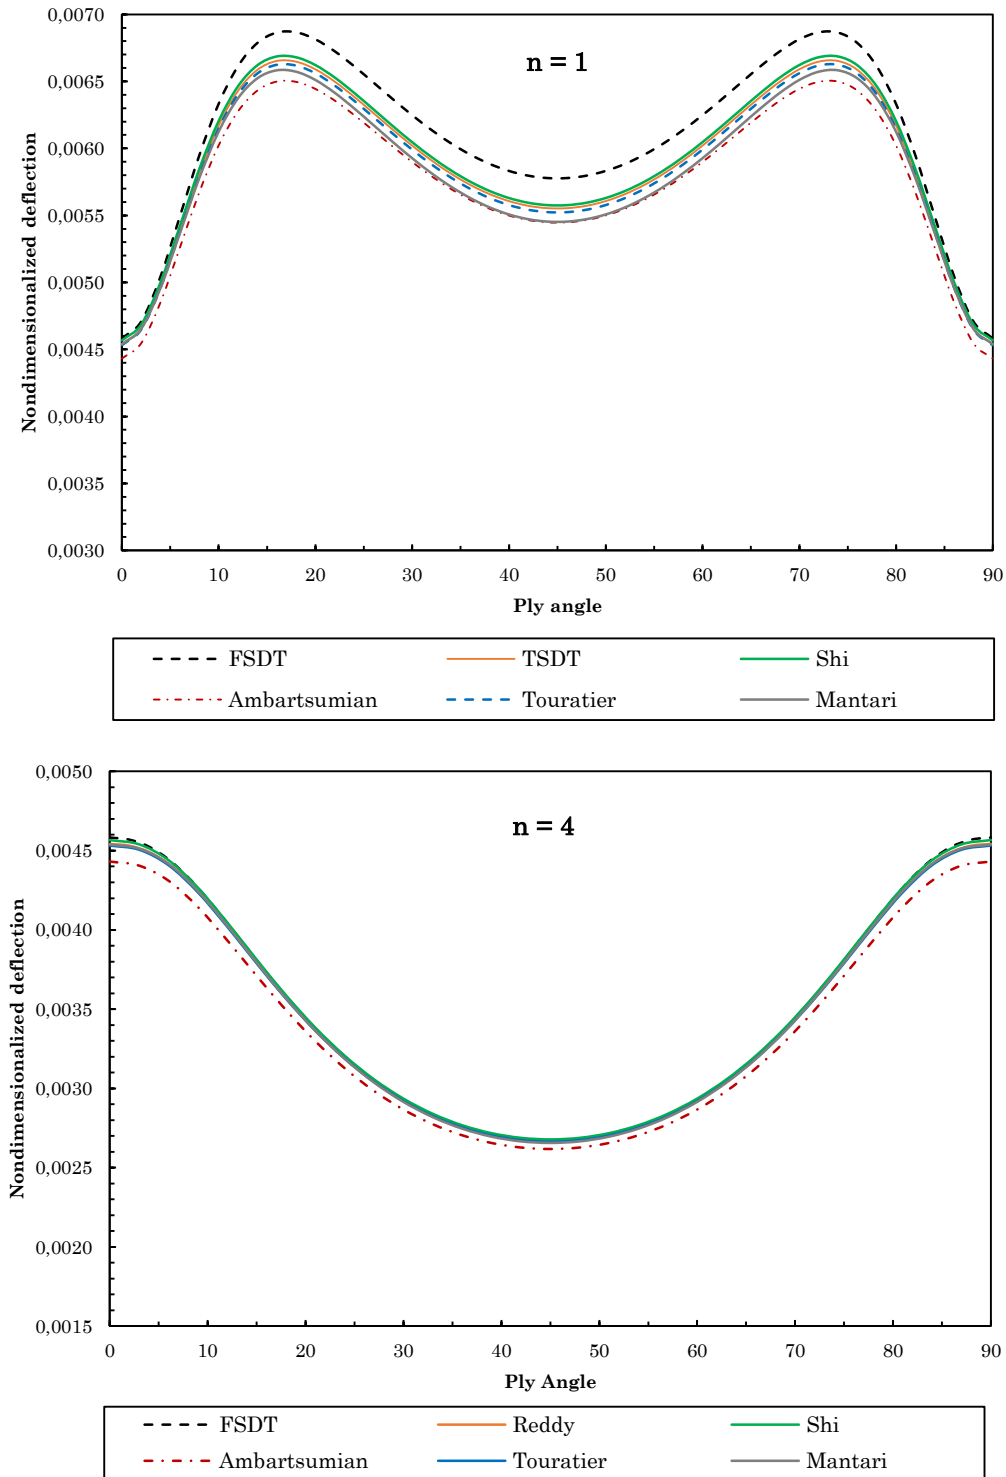 0,0070
n = 1
0,0065
0,0060
0,0055
0,0050
0,0045
0,0040
0,0035
0,0030
Nondimensionalized deflection
0 10 20 30 40 50 60 70 80 90
Ply angle
FSDT TSDT Shi
Ambartsumian Touratier Mantari
0,0050
n = 4
0,0045
0,0040
0,0035
0,0030
0,0025
0,0020
0,0015
Nondimensionalized deflection
0 10 20 30 40 50 60 70 80 90
Ply Angle
FSDT Reddy Shi
Ambartsumian Touratier Mantari